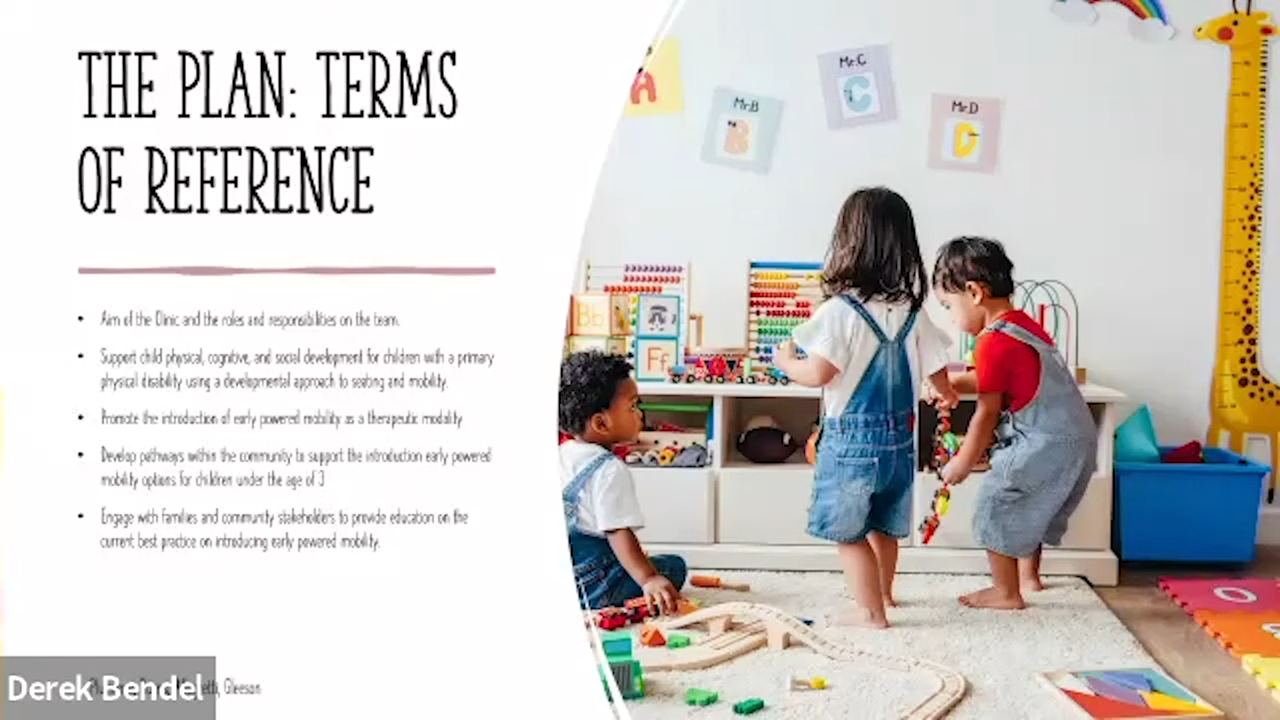 THE PLAN: TERMS
OF REFERENCE
• Aim of the Clinic and the roles and responsibilities on the team.
• Support child physical, cognitive, and social development for children with a primary
physical disability using a developmental approach to seating and mobility.
• Promote the introduction of early powered mobility as a therapeutic modality
• Develop pathways within the community to support the introduction early powered
mobility options for children under the age of 3
• Engage with families and community stakeholders to provide education on the
current best practice on introducing early powered mobility.
Gleeson
Derek Bendel
A
Mr.B
B
Mr.C
C
Mr.D
D
Bb
Ff